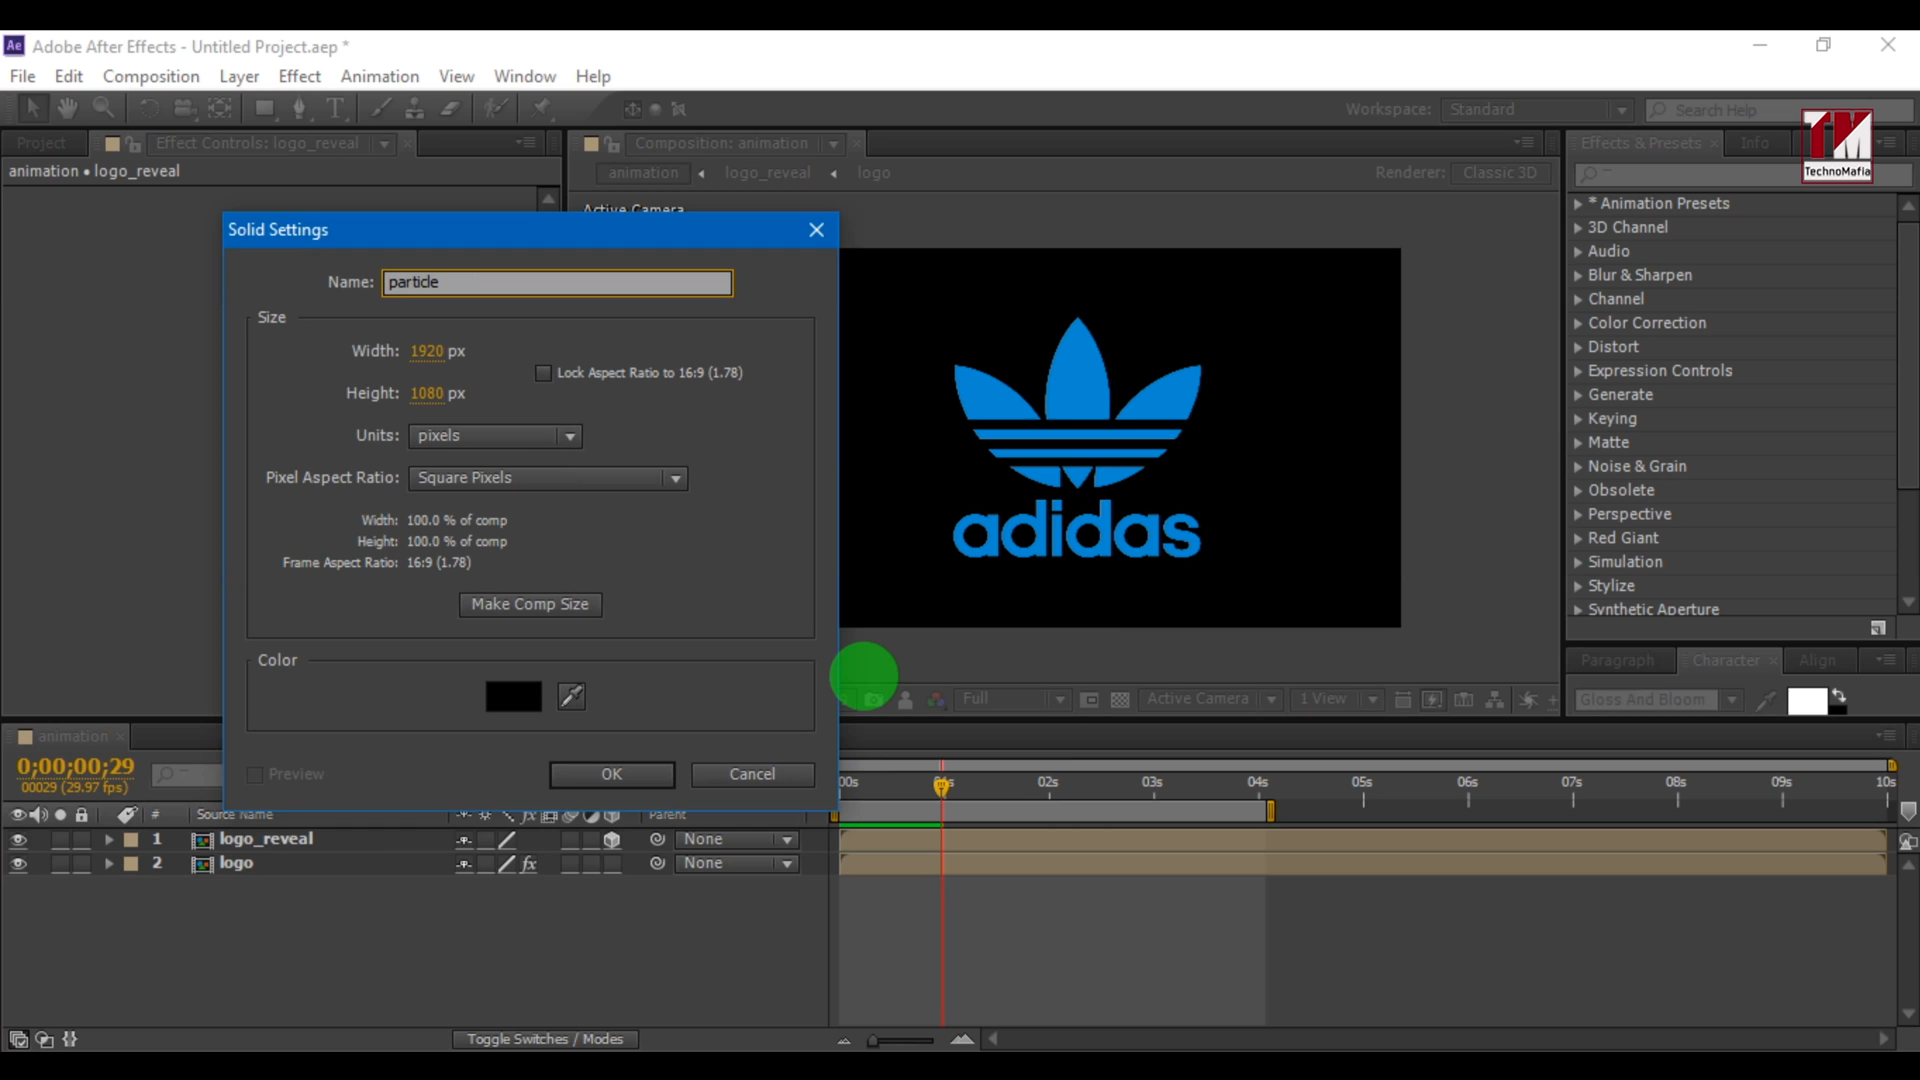 Ae Adobe After Effects - Untitled Project.aep *
File Edit Composition Layer Effect Animation View Window Help
T Workspace: Standard Search Help
TM
TechnoMafia
Project Effect Controls: logo_reveal Composition: animation Effects & Presets Info
animation • logo_reveal
animation logo_reveal logo Renderer: Classic 3D
Active Camera
Solid Settings
Name: particle
Size
Width: 1920 px
Lock Aspect Ratio to 16:9 (1.78)
Height: 1080 px
Units: pixels
Pixel Aspect Ratio: Square Pixels
Width: 100.0 % of comp
Height: 100.0 % of comp
Frame Aspect Ratio: 16:9 (1.78)
Make Comp Size
Color
Preview OK Cancel
adidas
* Animation Presets
3D Channel
Audio
Blur & Sharpen
Channel
Color Correction
Distort
Expression Controls
Generate
Keying
Matte
Noise & Grain
Obsolete
Perspective
Red Giant
Simulation
Stylize
Synthetic Aperture
Paragraph Character Align
Full Active Camera 1 View
Gloss And Bloom
animation
0;00;00;29
00029 (29.97 fps)
00s 02s 03s 04s 05s 06s 07s 08s 09s 10s
# Source Name fx Parent
1 logo_reveal None
2 logo fx None
Toggle Switches / Modes